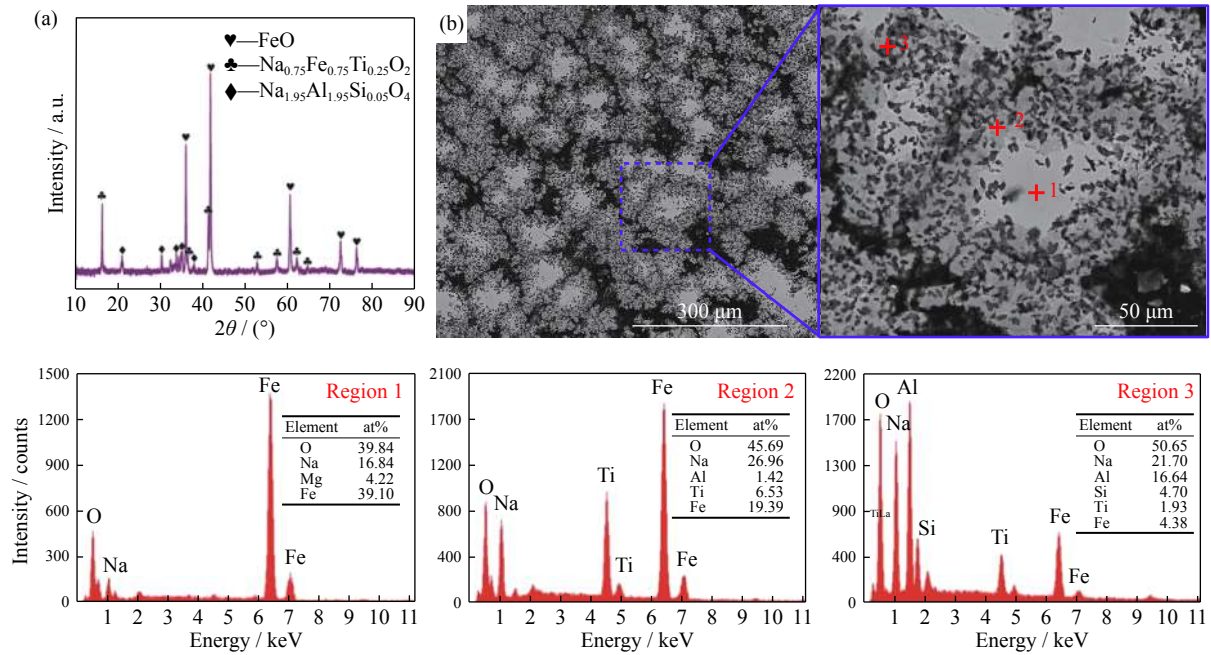 (a)
♥—FeO
♣—Na0.75Fe0.75Ti0.25O2
♦—Na1.95Al1.95Si0.05O4
Intensity / a.u.
10 20 30 40 50 60 70 80 90
2θ / (°)
(b)
300 μm
3
2
1
50 μm
Region 1
Intensity / counts
1500
1200
900
600
300
0
O
Na
Fe
Fe
Element at%
O 39.84
Na 16.84
Mg 4.22
Fe 39.10
1 2 3 4 5 6 7 8 9 10 11
Energy / keV
Region 2
2100
1800
1200
900
400
0
O
Na
Ti
Ti
Fe
Fe
Element at%
O 45.69
Na 26.96
Al 1.42
Ti 6.53
Fe 19.39
1 2 3 4 5 6 7 8 9 10 11
Energy / keV
Region 3
2200
1700
1200
900
400
0
O
Na
Al
TiLa
Si
Ti
Fe
Fe
Element at%
O 50.65
Na 21.70
Al 16.64
Si 4.70
Ti 1.93
Fe 4.38
1 2 3 4 5 6 7 8 9 10 11
Energy / keV